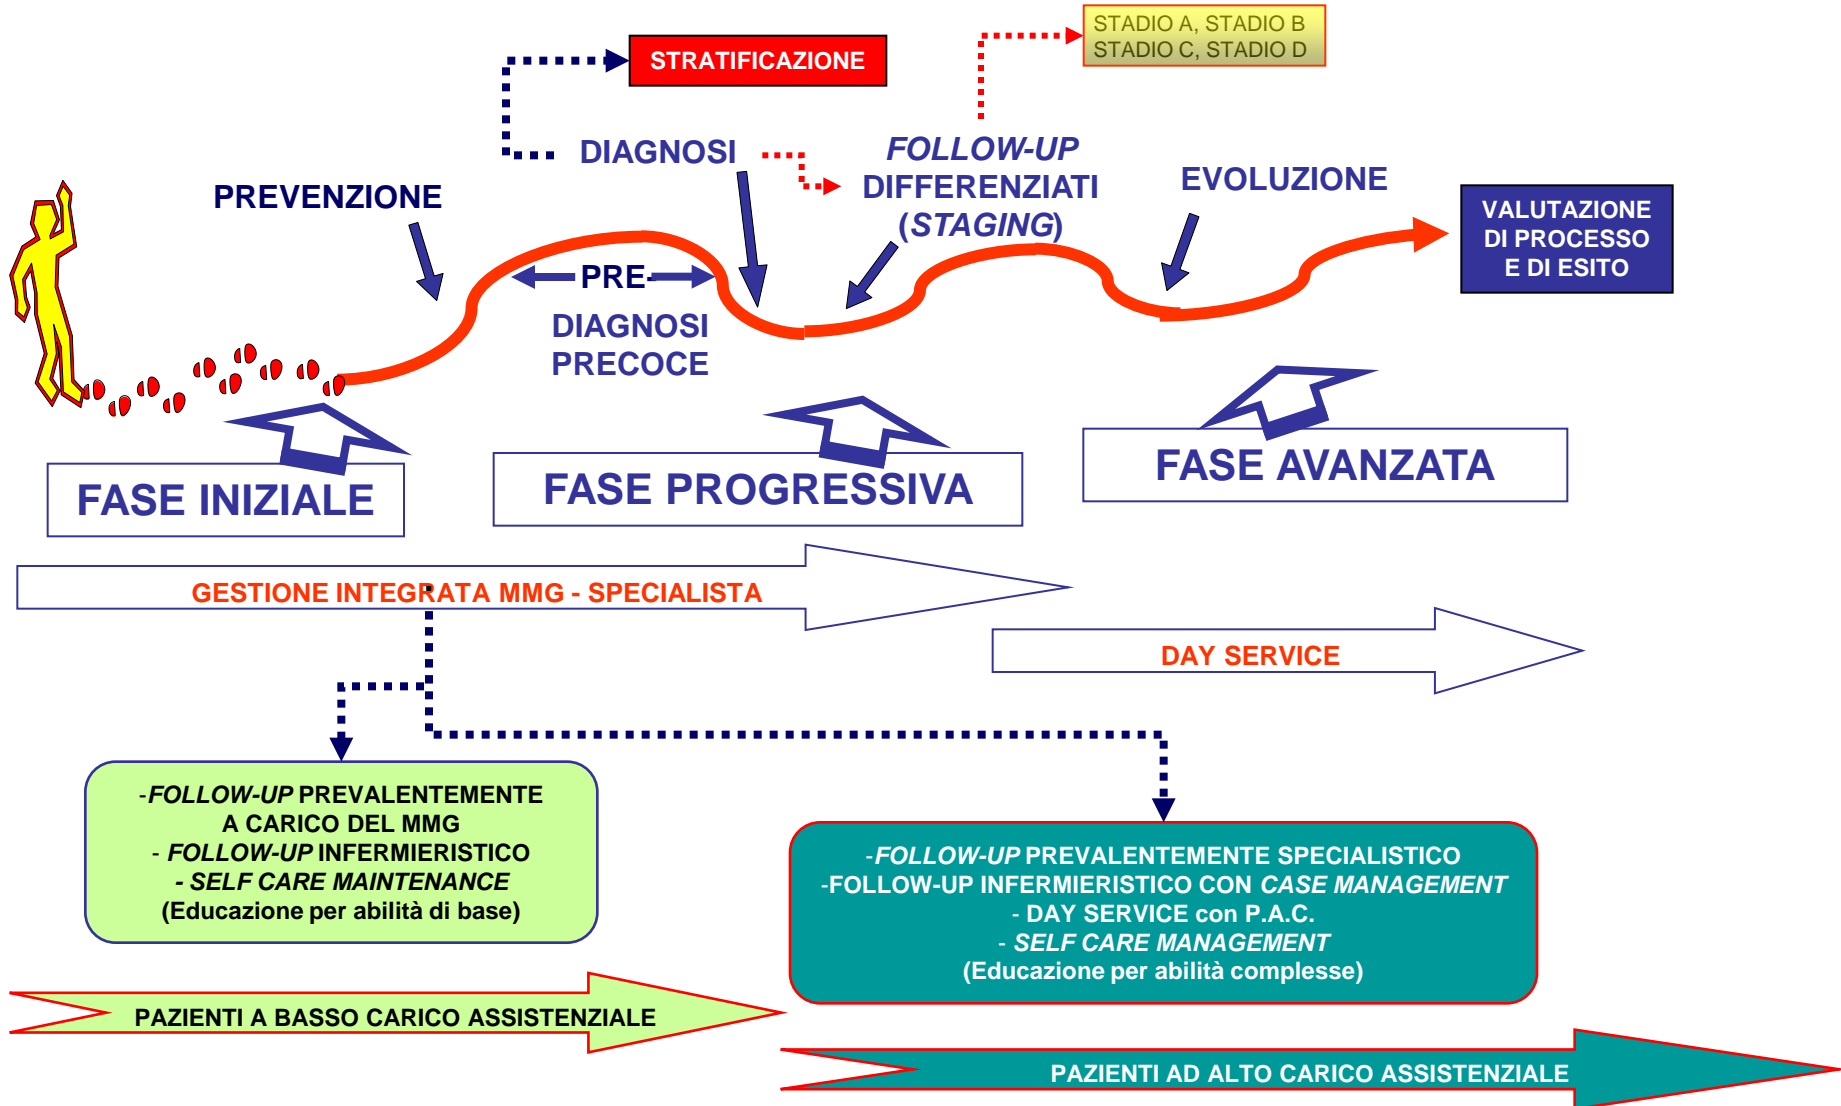 STADIO A, STADIO B
STADIO C, STADIO D
STRATIFICAZIONE
DIAGNOSI
FOLLOW-UP
DIFFERENZIATI
(STAGING)
EVOLUZIONE
PREVENZIONE
VALUTAZIONE
DI PROCESSO
E DI ESITO
PRE-
DIAGNOSI
PRECOCE
FASE INIZIALE
FASE PROGRESSIVA
FASE AVANZATA
GESTIONE INTEGRATA MMG - SPECIALISTA
DAY SERVICE
-FOLLOW-UP PREVALENTEMENTE
A CARICO DEL MMG
- FOLLOW-UP INFERMIERISTICO
- SELF CARE MAINTENANCE
(Educazione per abilità di base)
-FOLLOW-UP PREVALENTEMENTE SPECIALISTICO
-FOLLOW-UP INFERMIERISTICO CON CASE MANAGEMENT
- DAY SERVICE con P.A.C.
- SELF CARE MANAGEMENT
(Educazione per abilità complesse)
PAZIENTI A BASSO CARICO ASSISTENZIALE
PAZIENTI AD ALTO CARICO ASSISTENZIALE